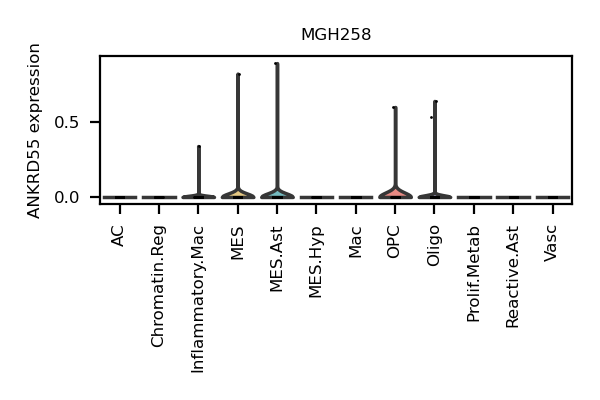 MGH258
ANKRD55 expression
0.5
0.0
AC
Chromatin.Reg
Inflammatory.Mac
MES
MES.Ast
MES.Hyp
Mac
OPC
Oligo
Prolif.Metab
Reactive.Ast
Vasc